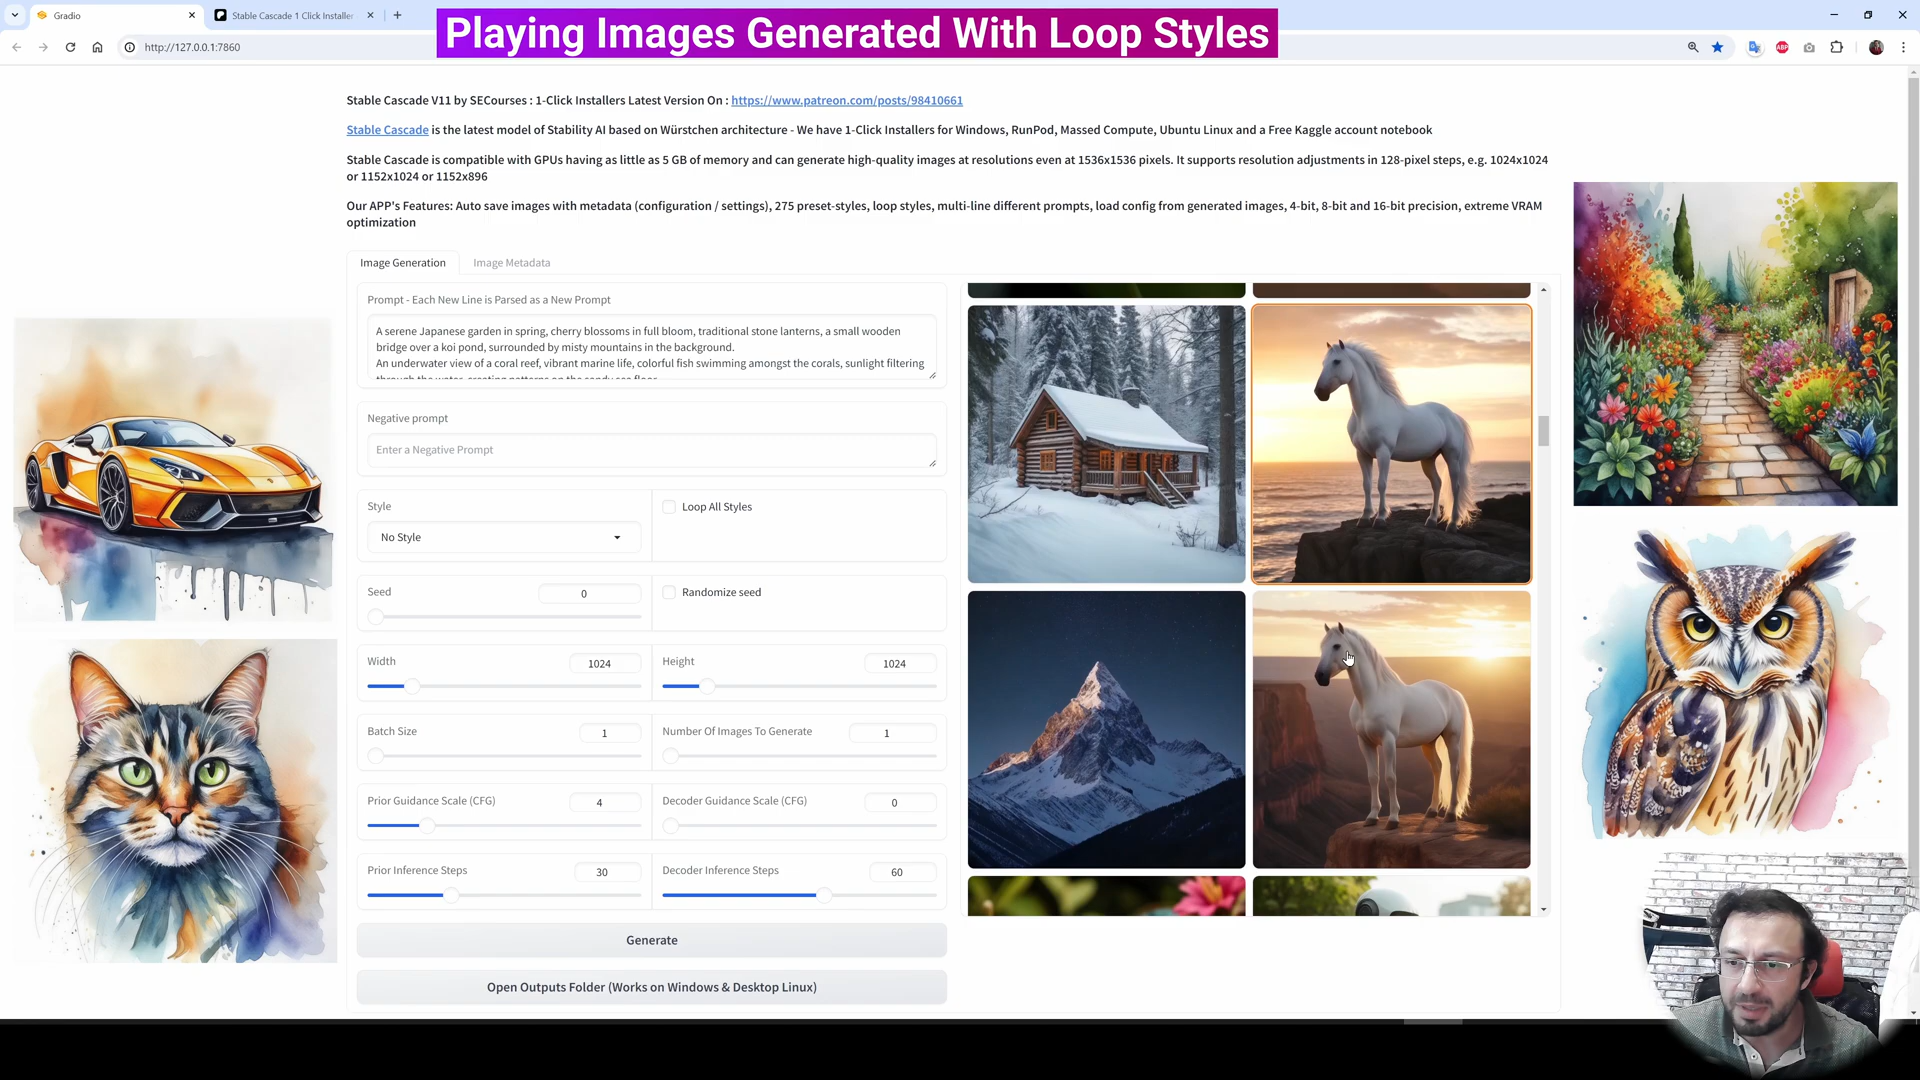 Gradio
Stable Cascade 1 Click Installer
Playing Images Generated With Loop Styles
http://127.0.0.1:7860
ABP
Stable Cascade V11 by SECourses : 1-Click Installers Latest Version On : https://www.patreon.com/posts/98410661
Stable Cascade is the latest model of Stability AI based on Würstchen architecture - We have 1-Click Installers for Windows, RunPod, Massed Compute, Ubuntu Linux and a Free Kaggle account notebook
Stable Cascade is compatible with GPUs having as little as 5 GB of memory and can generate high-quality images at resolutions even at 1536x1536 pixels. It supports resolution adjustments in 128-pixel steps, e.g. 1024x1024
or 1152x1024 or 1152x896
Our APP's Features: Auto save images with metadata (configuration / settings), 275 preset-styles, loop styles, multi-line different prompts, load config from generated images, 4-bit, 8-bit and 16-bit precision, extreme VRAM
optimization
Image Generation
Image Metadata
Prompt - Each New Line is Parsed as a New Prompt
A serene Japanese garden in spring, cherry blossoms in full bloom, traditional stone lanterns, a small wooden
bridge over a koi pond, surrounded by misty mountains in the background.
An underwater view of a coral reef, vibrant marine life, colorful fish swimming amongst the corals, sunlight filtering
Negative prompt
Enter a Negative Prompt
Style
No Style
Loop All Styles
Seed
0
Randomize seed
Width
1024
Height
1024
Batch Size
1
Number Of Images To Generate
1
Prior Guidance Scale (CFG)
4
Decoder Guidance Scale (CFG)
0
Prior Inference Steps
30
Decoder Inference Steps
60
Generate
Open Outputs Folder (Works on Windows & Desktop Linux)